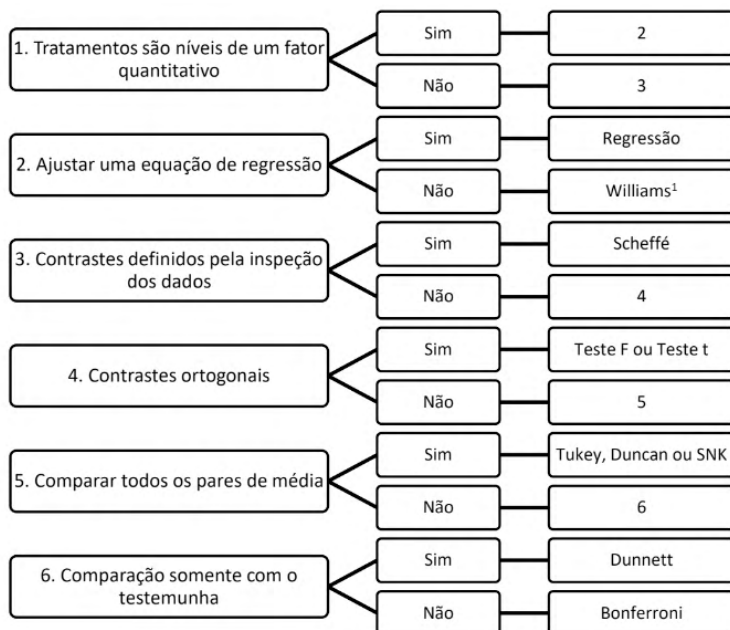 1. Tratamentos são níveis de um fator
quantitativo
Sim
2
Não
3
2. Ajustar uma equação de regressão
Sim
Regressão
Não
Williams¹
3. Contrastes definidos pela inspeção
dos dados
Sim
Scheffé
Não
4
4. Contrastes ortogonais
Sim
Teste F ou Teste t
Não
5
5. Comparar todos os pares de média
Sim
Tukey, Duncan ou SNK
Não
6
6. Comparação somente com o
testemunha
Sim
Dunnett
Não
Bonferroni